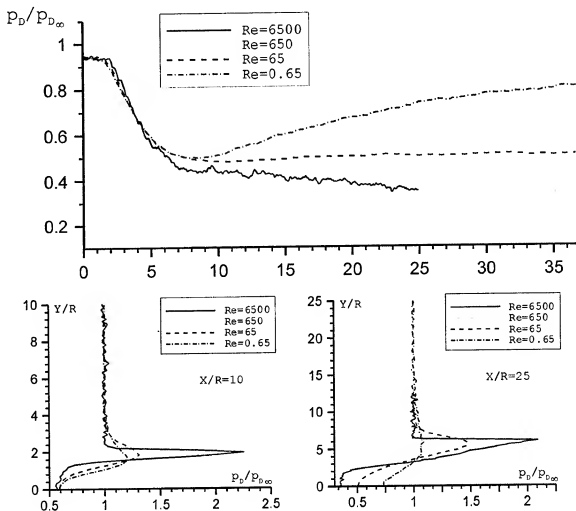 p_D/p_D∞
Re=6500
Re=650
Re=65
Re=0.65
1
0.8
0.6
0.4
0.2
0 5 10 15 20 25 30 35
Y/R
10
8
6
4
2
0
Re=6500
Re=650
Re=65
Re=0.65
X/R=10
p_D/p_D∞
0.5 1 1.5 2 2.5
Y/R
25
20
15
10
5
0
Re=6500
Re=650
Re=65
Re=0.65
X/R=25
p_D/p_D∞
0.5 1 1.5 2